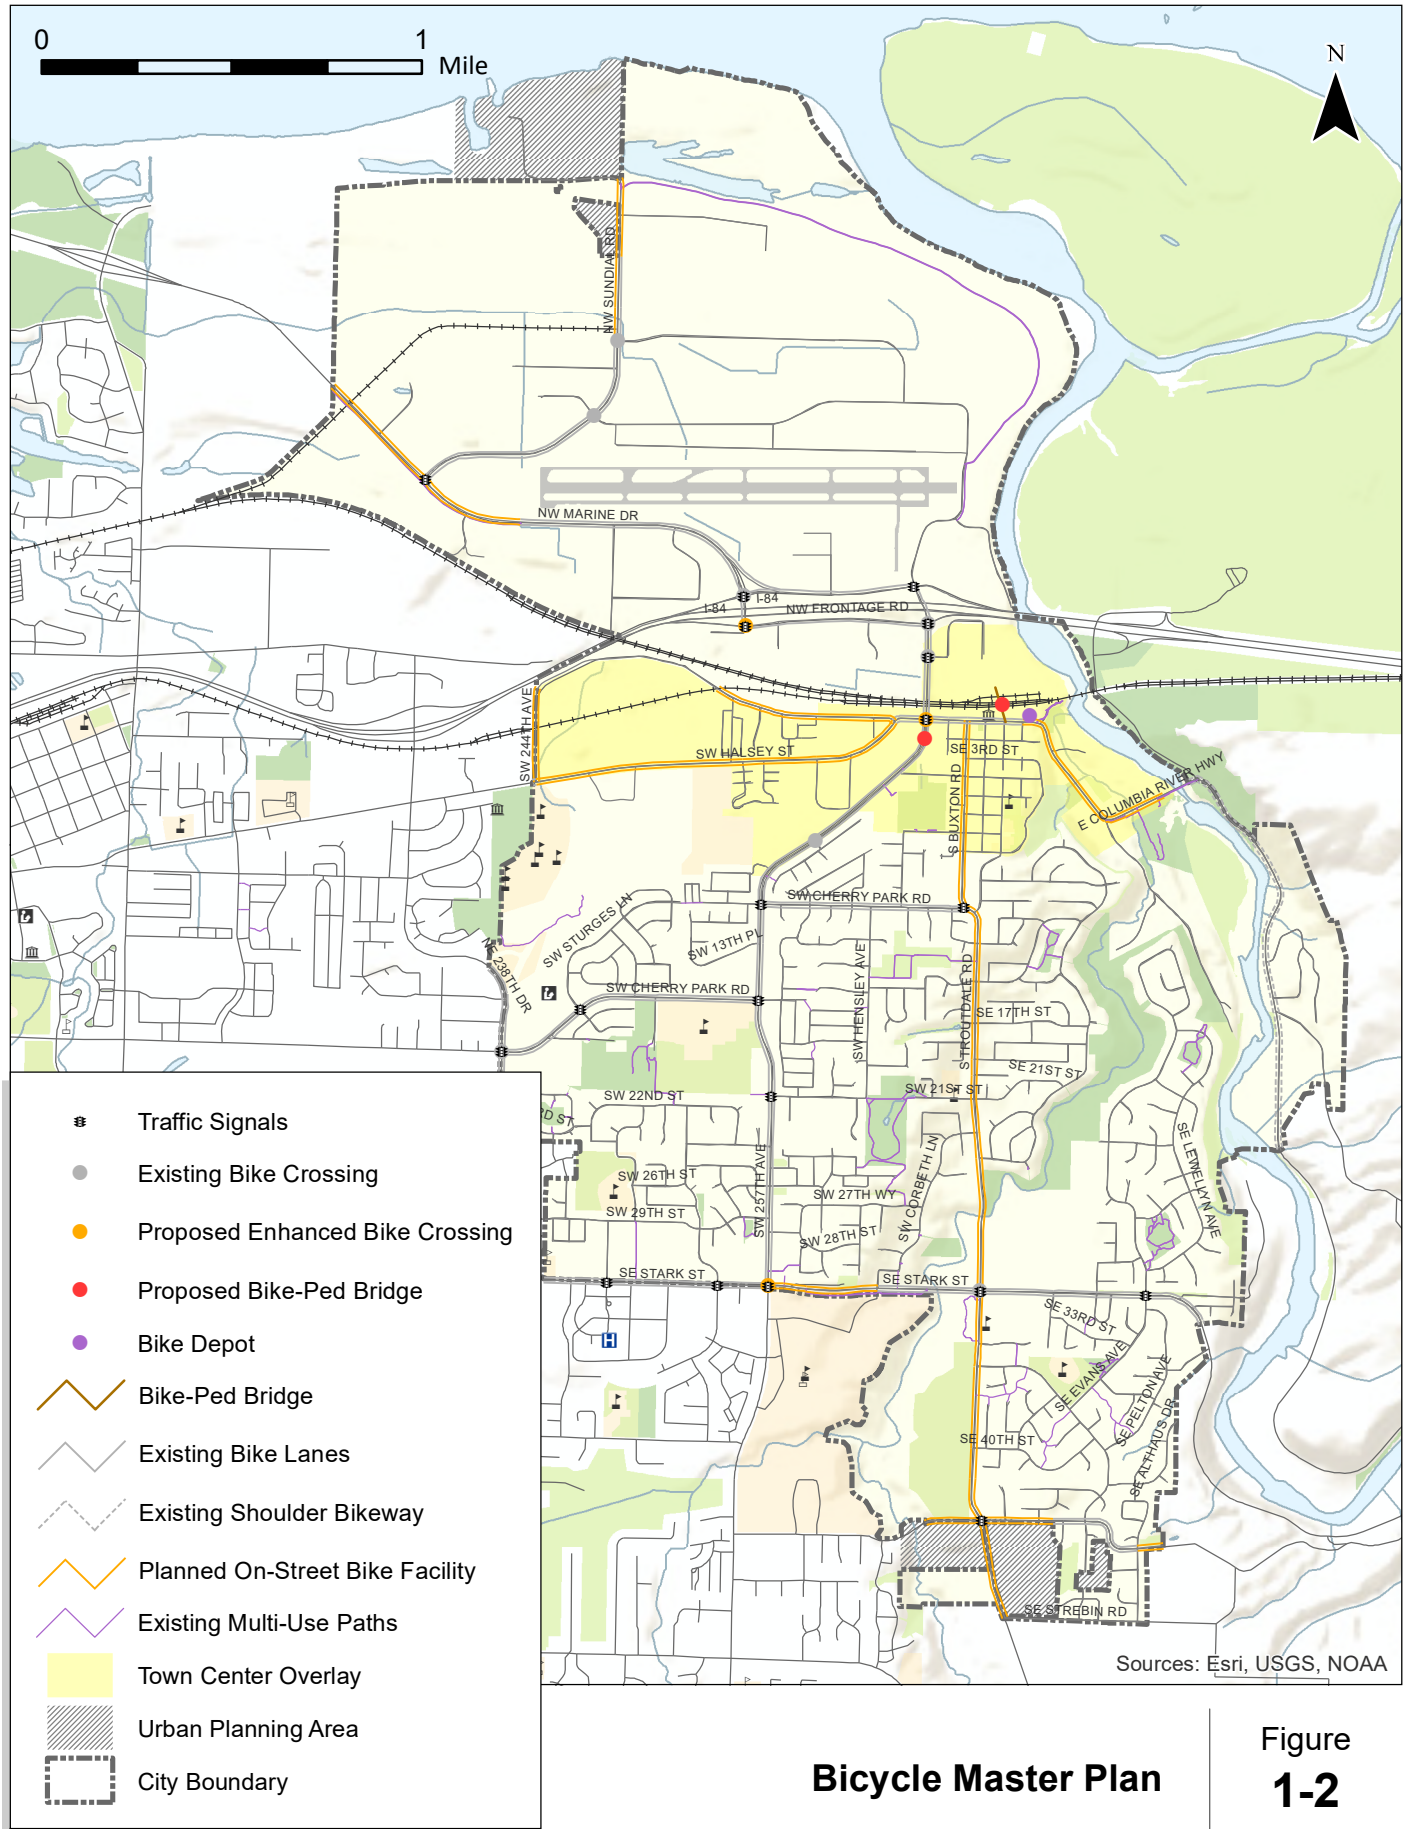 0 1
Mile
N
NW SUNDIAL RD
NW MARINE DR
I-84
I-84
NW FRONTAGE RD
SW 244TH AVE
SW HALSEY ST
SE 3RD ST
S BUXTON RD
E COLUMBIA RIVER HWY
SW CHERRY PARK RD
SW STURGES LN
SW 13TH PL
NE 238TH DR
SW CHERRY PARK RD
SW HENSLEY AVE
S TROUTDALE RD
SE 17TH ST
SE 21ST ST
SW 21ST ST
SW 22ND ST
RD ST
SW 257TH AVE
SW 26TH ST
SW 27TH WY
SW CORBETH LN
SE LEWELLYN AVE
SW 29TH ST
SW 28TH ST
SE STARK ST
SE STARK ST
SE 33RD ST
H
SE EVANS AVE
SE PELTON AVE
SE ALTHAUS DR
SE 40TH ST
SE STREBIN RD
Sources: Esri, USGS, NOAA
Traffic Signals
Existing Bike Crossing
Proposed Enhanced Bike Crossing
Proposed Bike-Ped Bridge
Bike Depot
Bike-Ped Bridge
Existing Bike Lanes
Existing Shoulder Bikeway
Planned On-Street Bike Facility
Existing Multi-Use Paths
Town Center Overlay
Urban Planning Area
City Boundary
Bicycle Master Plan
Figure
1-2